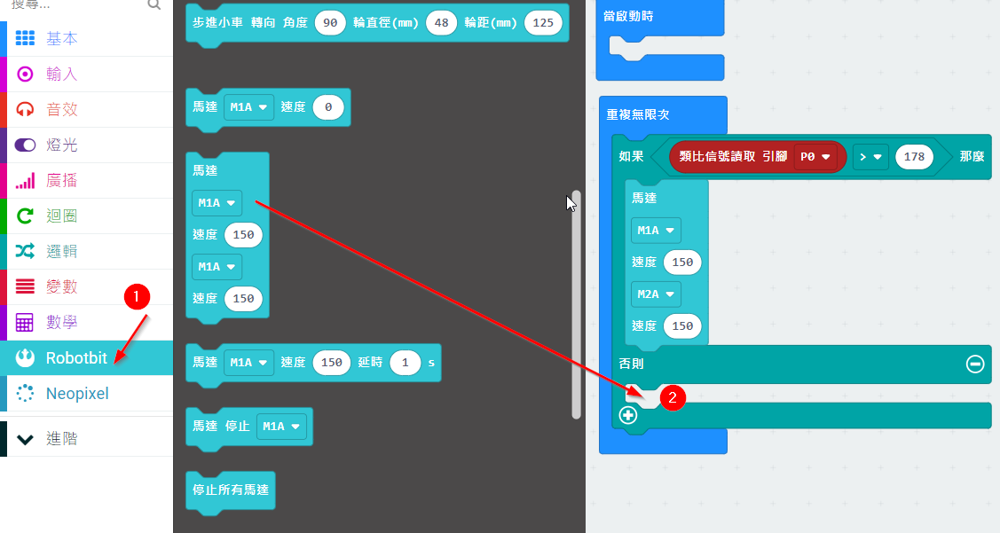 搜尋...
基本
輸入
音效
燈光
廣播
迴圈
邏輯
變數
數學
Robotbit
Neopixel
進階
1
步進小車 轉向 角度 90 輪直徑(mm) 48 輪距(mm) 125
馬達 M1A 速度 0
馬達
M1A
速度 150
M1A
速度 150
馬達 M1A 速度 150 延時 1 s
馬達 停止 M1A
停止所有馬達
當啟動時
重複無限次
如果 類比信號讀取 引腳 P0 > 178 那麼
馬達
M1A
速度 150
M2A
速度 150
否則
2